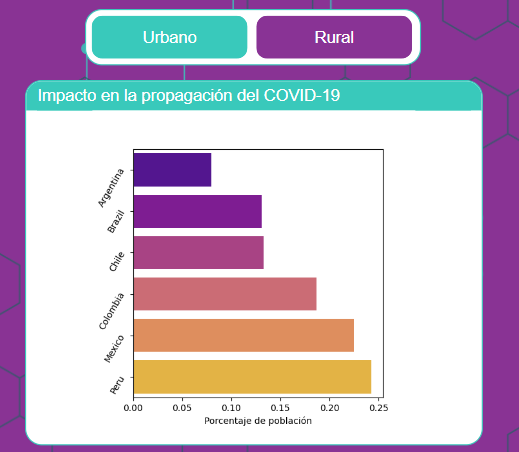 Urbano Rural
Impacto en la propagación del COVID-19
Argentina
Brazil
Chile
Colombia
Mexico
Peru
0.00 0.05 0.10 0.15 0.20 0.25
Porcentaje de población